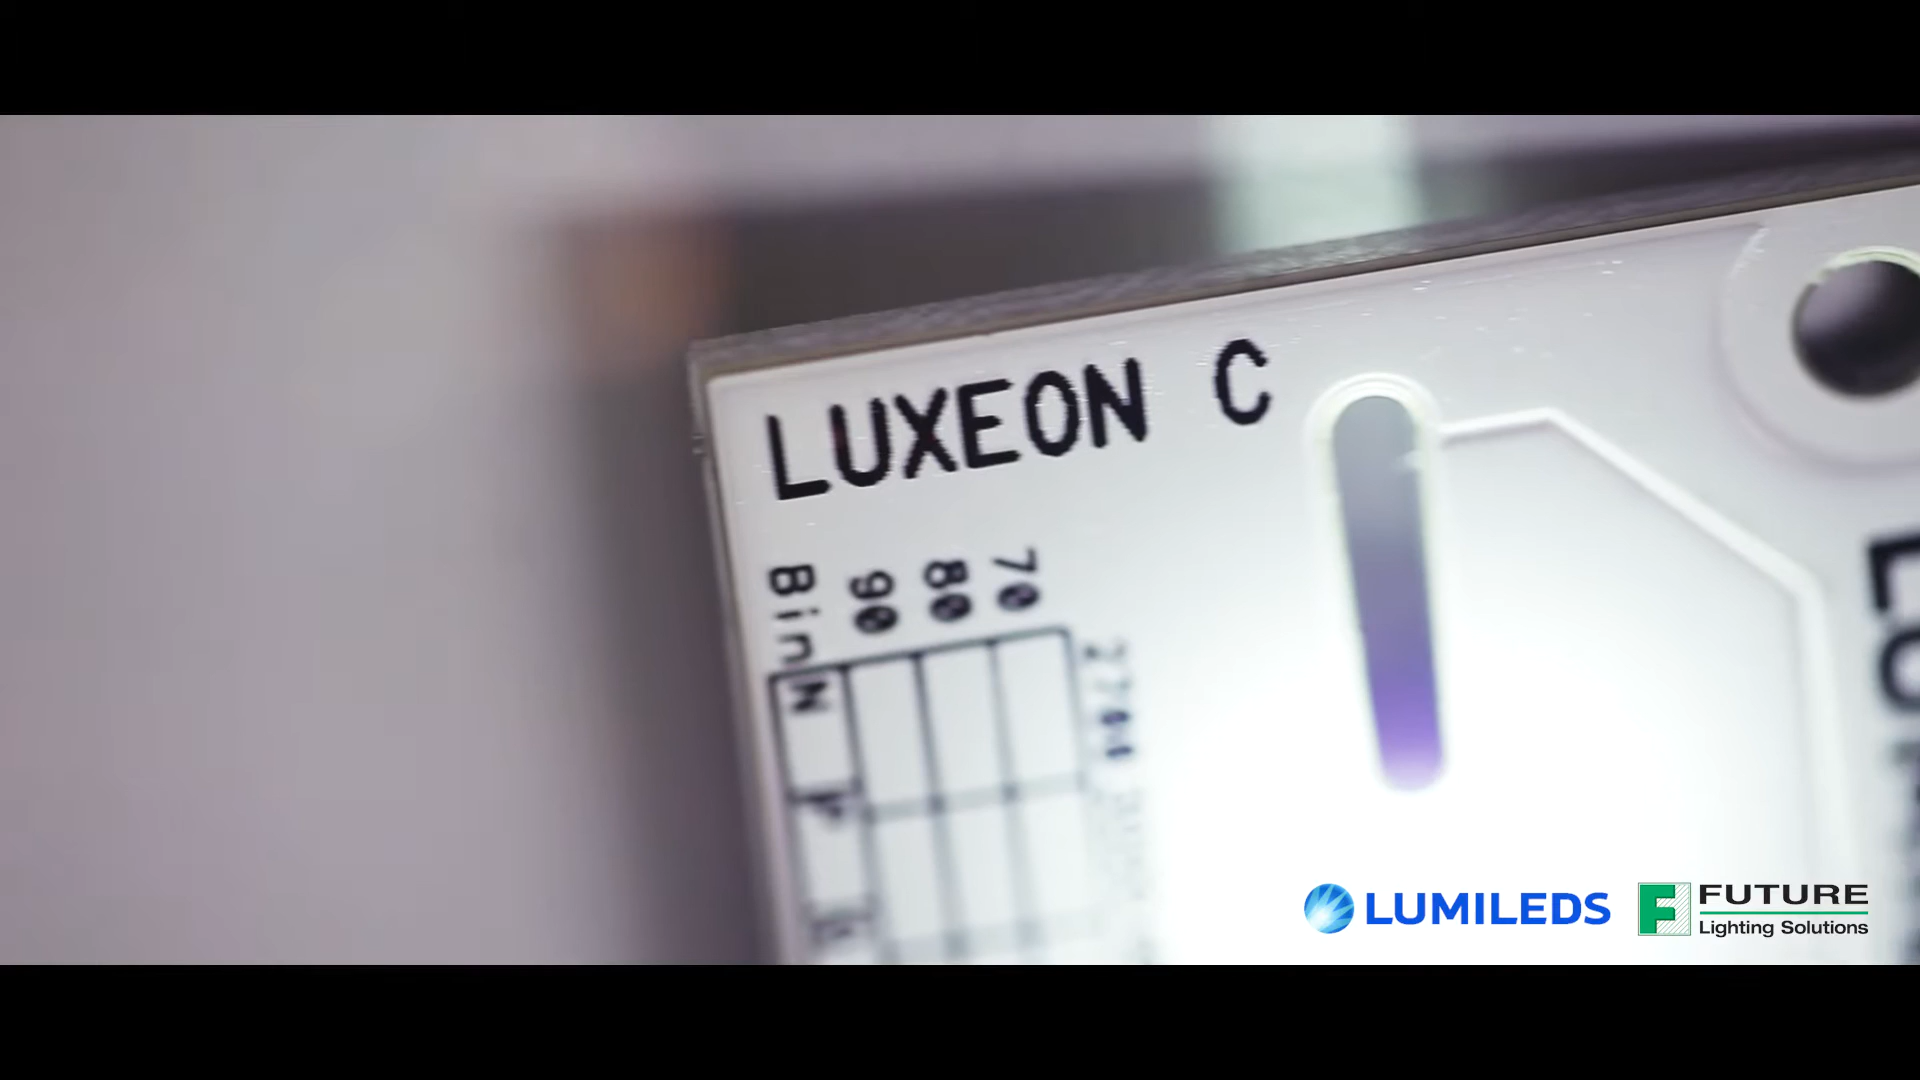 LUXEON C
Bin
90
80
70
N
P
LUMILEDS
FUTURE
Lighting Solutions